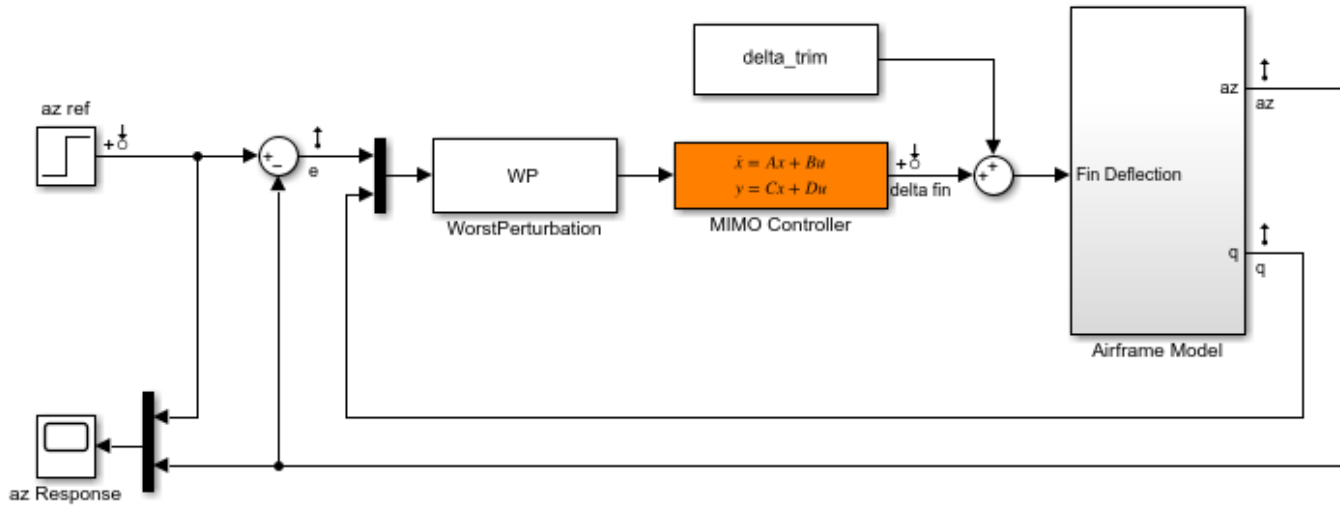 delta_trim
az ref
e
WP
WorstPerturbation
ẋ = Ax + Bu
y = Cx + Du
MIMO Controller
delta fin
Fin Deflection
az
az
q
q
Airframe Model
az Response